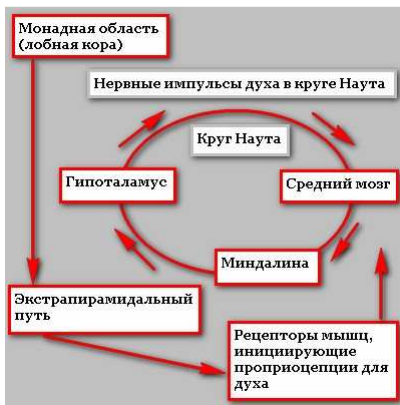 Монадная область
(лобная кора)
Нервные импульсы духа в круге Наута
Круг Наута
Гипоталамус
Средний мозг
Миндалина
Экстрапирамидальный
путь
Рецепторы мышц,
инициирующие
проприоцепции для
духа